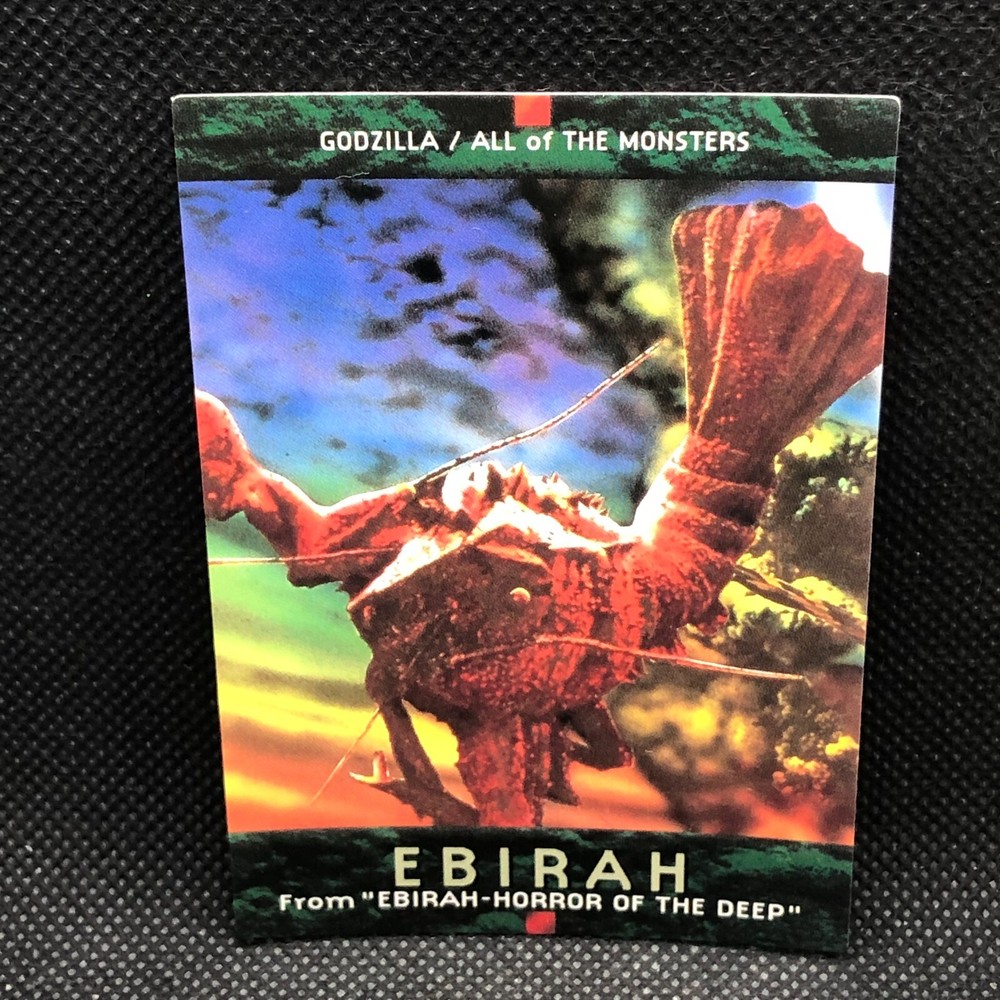 GODZILLA / ALL of THE MONSTERS
EBIRAH
From "EBIRAH-HORROR OF THE DEEP"